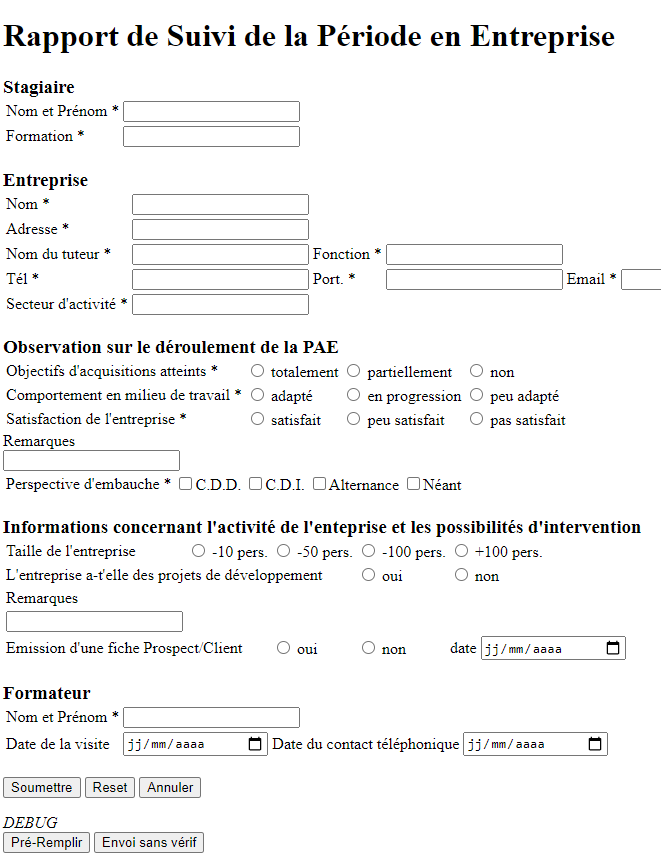 Rapport de Suivi de la Période en Entreprise
Stagiaire
Nom et Prénom *
Formation *
Entreprise
Nom *
Adresse *
Nom du tuteur * Fonction *
Tél * Port. * Email *
Secteur d'activité *
Observation sur le déroulement de la PAE
Objectifs d'acquisitions atteints * totalement partiellement non
Comportement en milieu de travail * adapté en progression peu adapté
Satisfaction de l'entreprise * satisfait peu satisfait pas satisfait
Remarques
Perspective d'embauche * C.D.D. C.D.I. Alternance Néant
Informations concernant l'activité de l'enteprise et les possibilités d'intervention
Taille de l'entreprise -10 pers. -50 pers. -100 pers. +100 pers.
L'entreprise a-t'elle des projets de développement oui non
Remarques
Emission d'une fiche Prospect/Client oui non date jj/mm/aaaa
Formateur
Nom et Prénom *
Date de la visite jj/mm/aaaa Date du contact téléphonique jj/mm/aaaa
Soumettre Reset Annuler
DEBUG
Pré-Remplir Envoi sans vérif